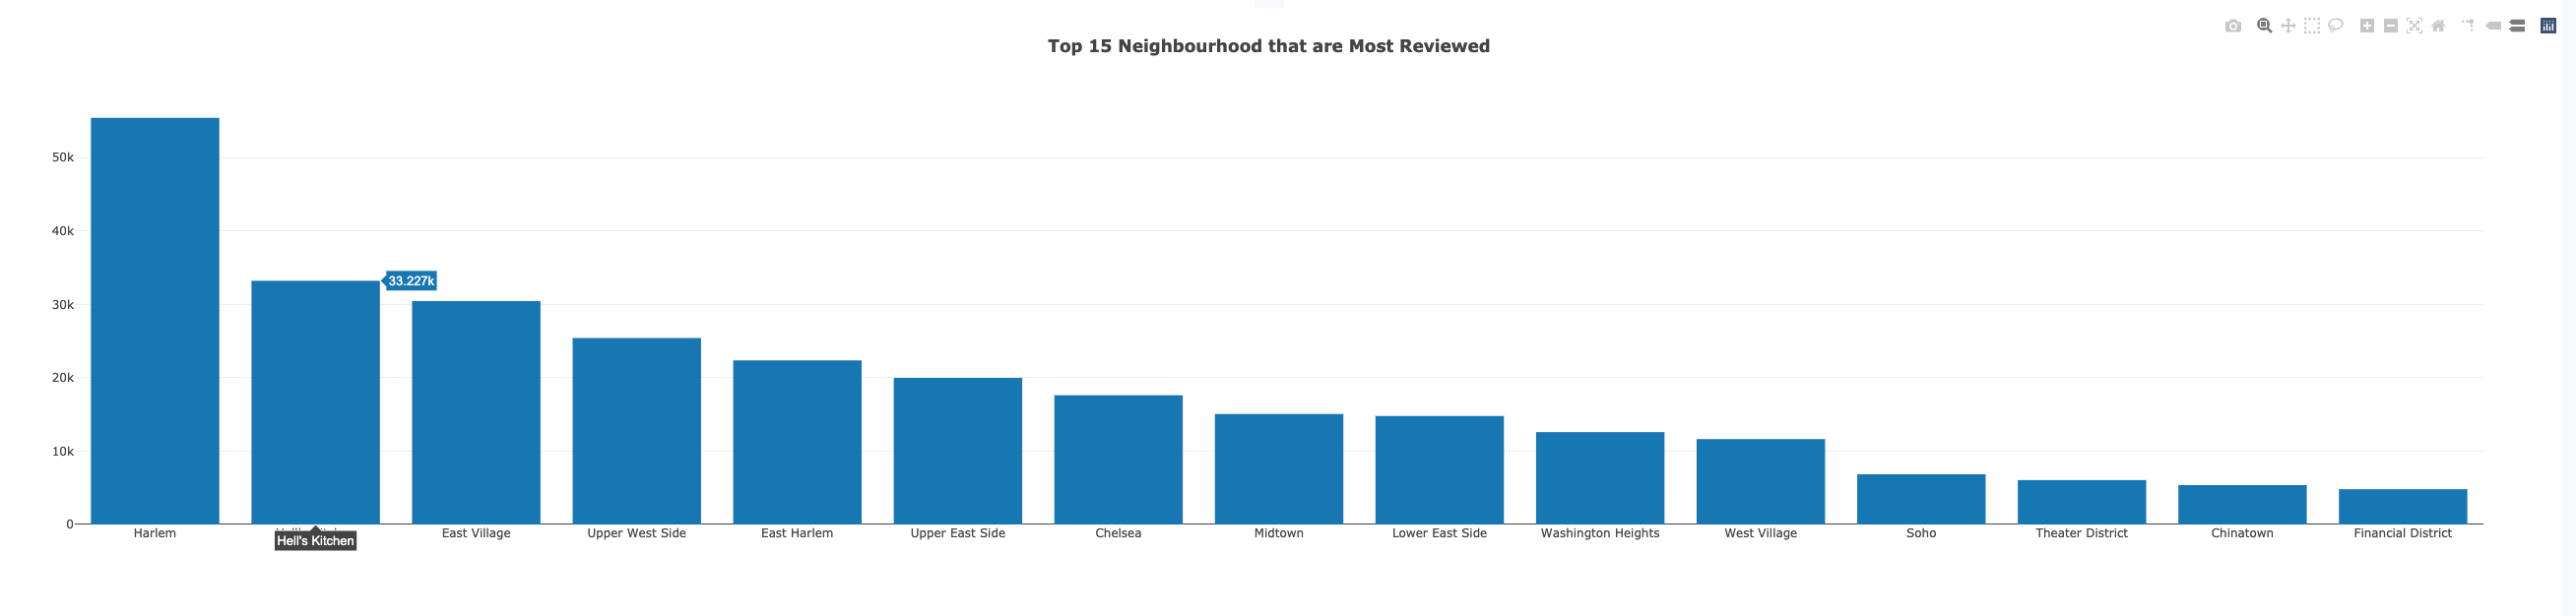 Top 15 Neighbourhood that are Most Reviewed
50k
40k
33.227k
30k
20k
10k
0
Harlem
Hell's Kitchen
East Village
Upper West Side
East Harlem
Upper East Side
Chelsea
Midtown
Lower East Side
Washington Heights
West Village
Soho
Theater District
Chinatown
Financial District